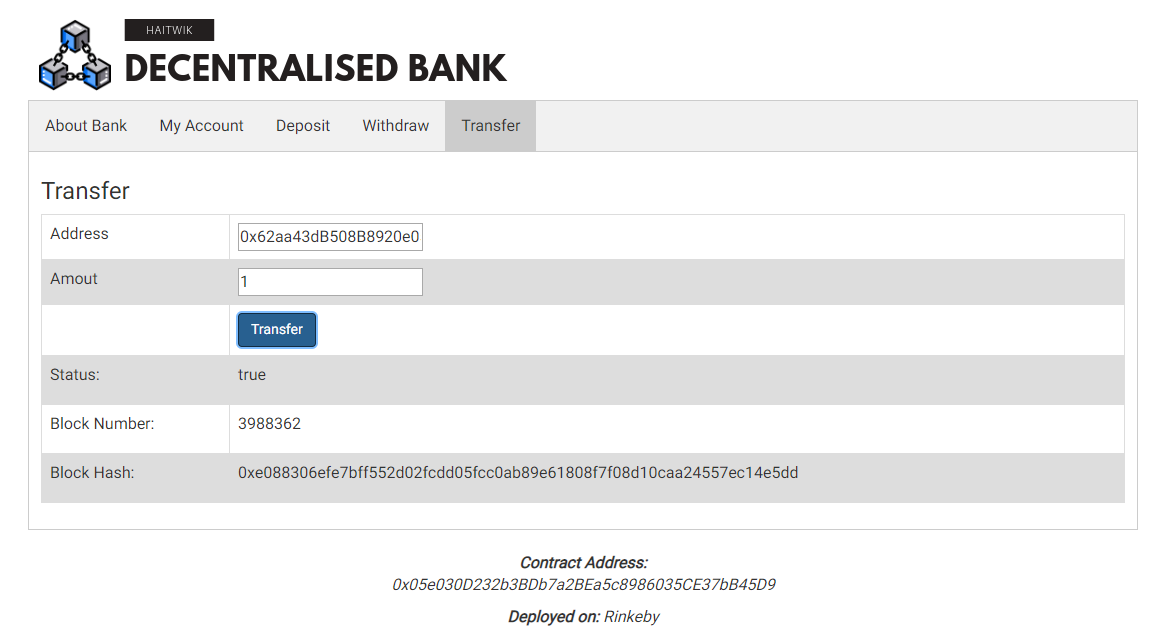 HAITWIK
DECENTRALISED BANK
About Bank My Account Deposit Withdraw Transfer
Transfer
Address 0x62aa43dB508B8920e0
Amout 1
Transfer
Status: true
Block Number: 3988362
Block Hash: 0xe088306efe7bff552d02fcdd05fcc0ab89e61808f7f08d10caa24557ec14e5dd
Contract Address:
0x05e030D232b3BDb7a2BEa5c8986035CE37bB45D9
Deployed on: Rinkeby